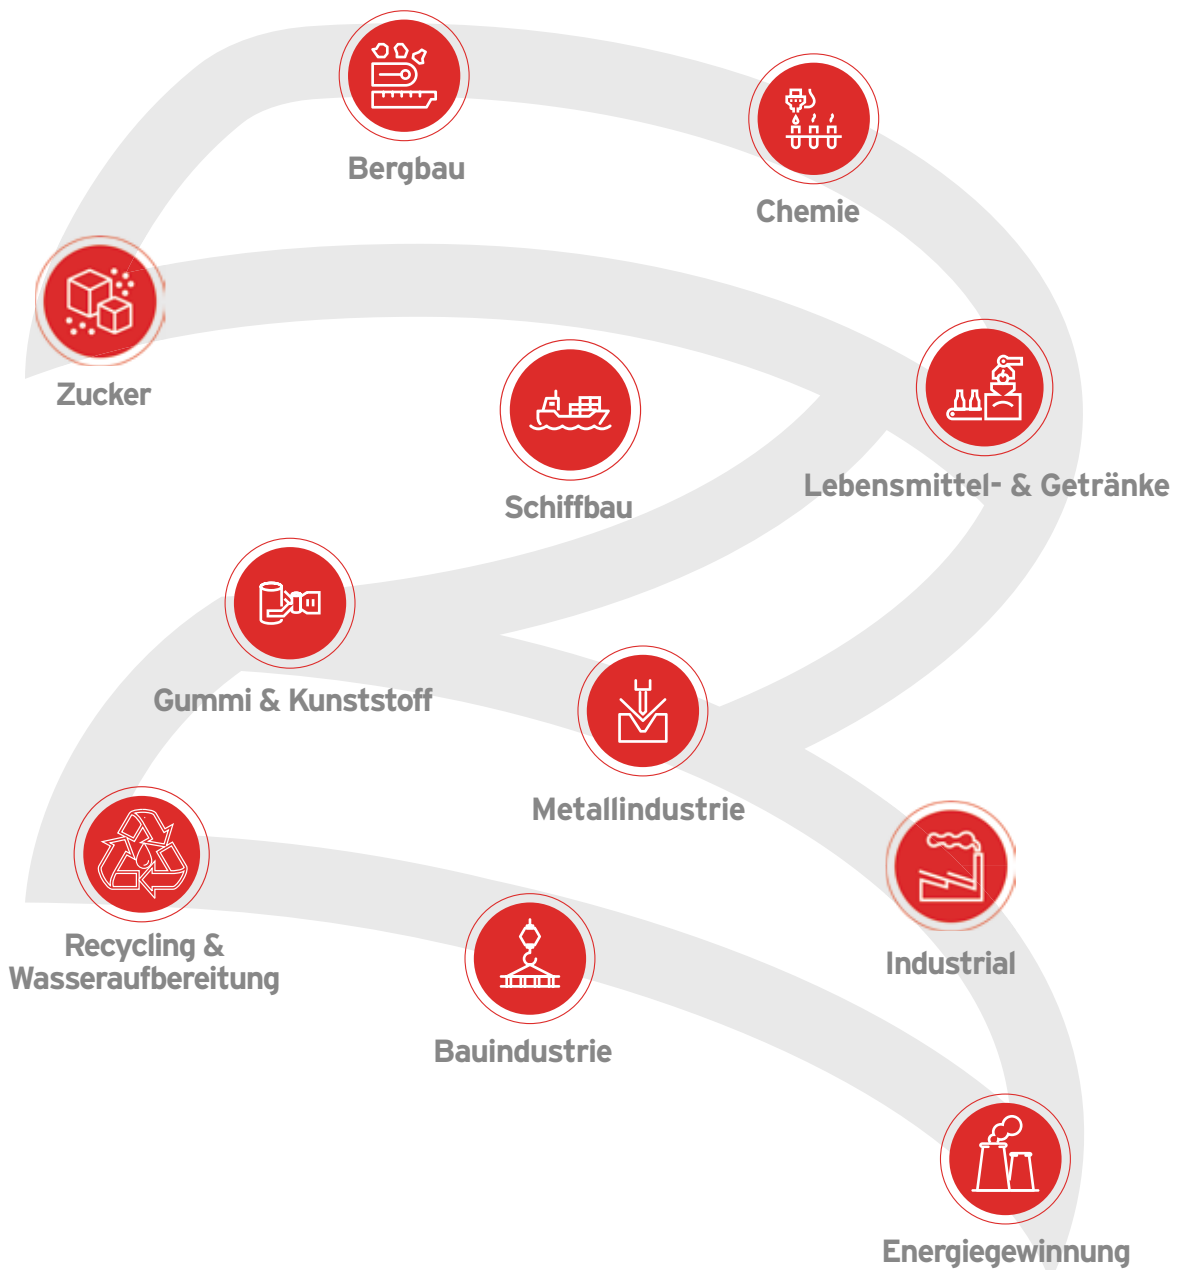 Bergbau
Chemie
Zucker
Lebensmittel- & Getränke
Schiffbau
Gummi & Kunststoff
Metallindustrie
Recycling &
Wasseraufbereitung
Industrial
Bauindustrie
Energiegewinnung